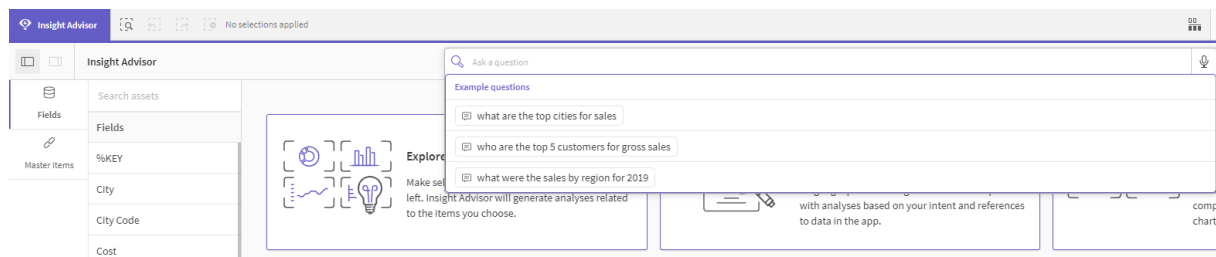 Insight Advisor
No selections applied
Insight Advisor
Ask a question
Example questions
what are the top cities for sales
who are the top 5 customers for gross sales
what were the sales by region for 2019
Fields
Master items
Search assets
Fields
%KEY
City
City Code
Cost
Explore
Make sel
left. Insight Advisor will generate analyses related
to the items you choose.
with analyses based on your intent and references
to data in the app.
comp
chart